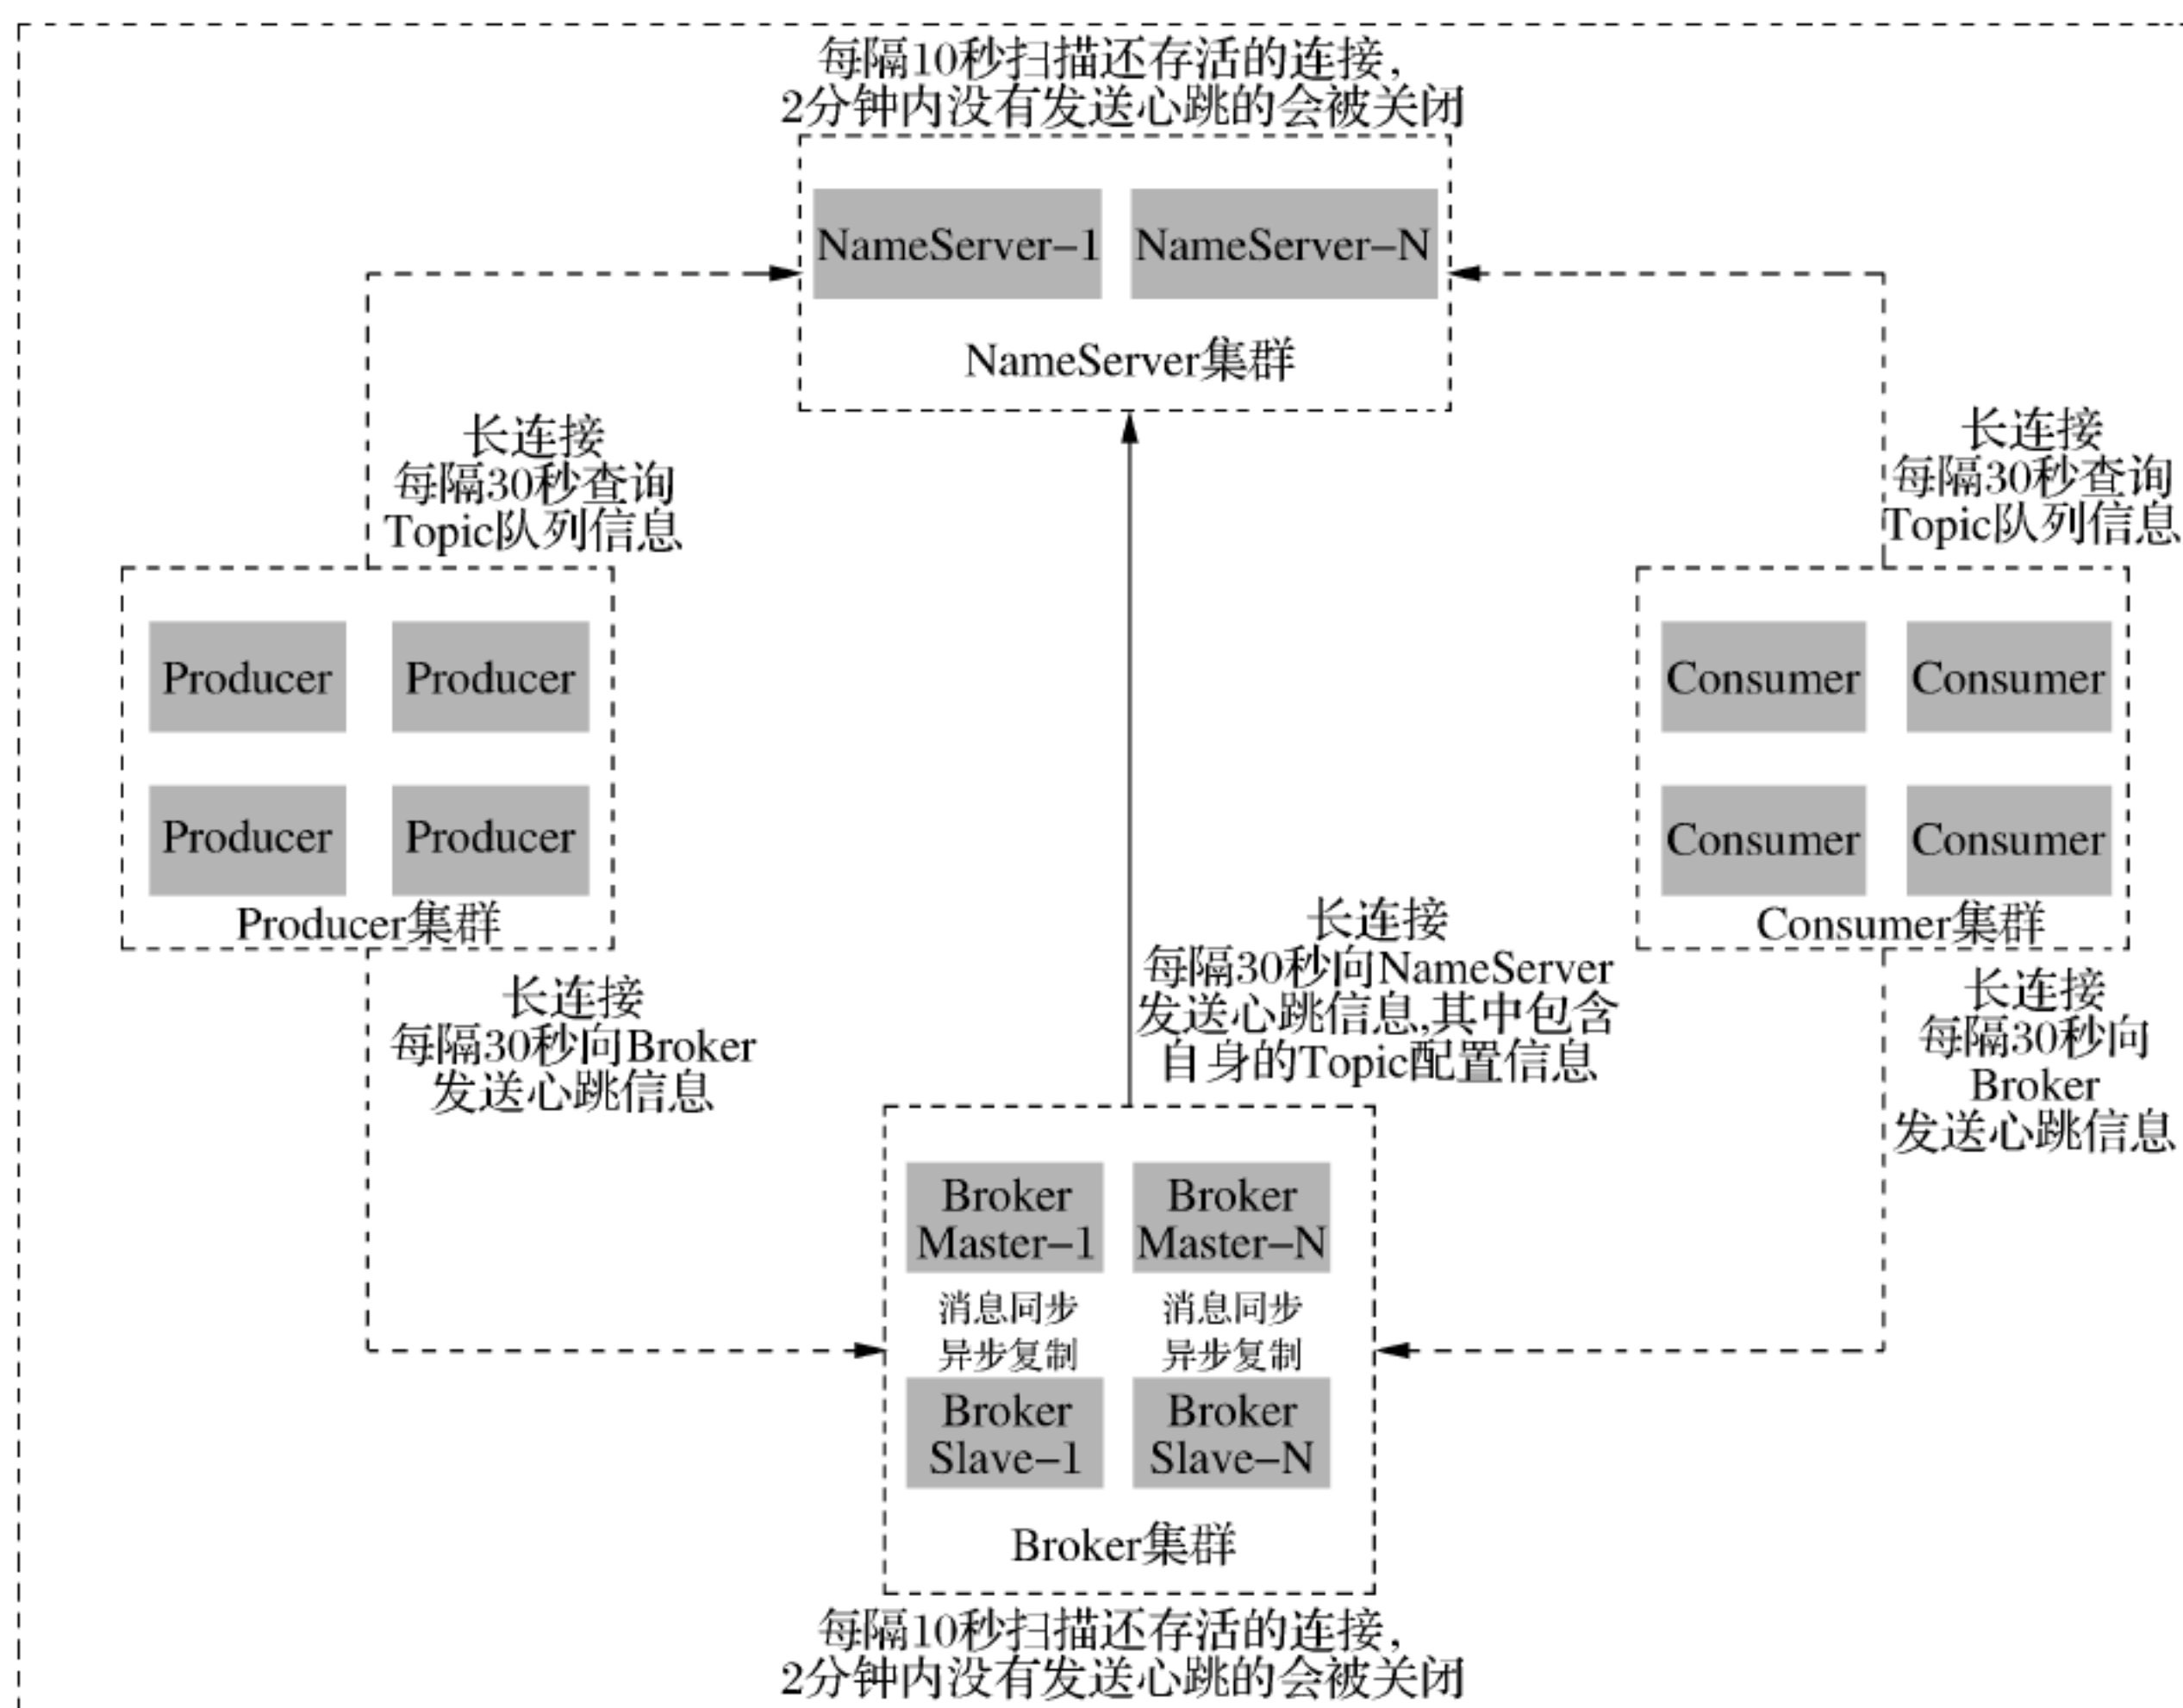 每隔10秒扫描还存活的连接，
2分钟内没有发送心跳的会被关闭
NameServer–1
NameServer–N
NameServer集群
长连接
每隔30秒查询
Topic队列信息
长连接
每隔30秒查询
Topic队列信息
Producer
Producer
Producer
Producer
Producer集群
Consumer
Consumer
Consumer
Consumer
Consumer集群
长连接
每隔30秒向Broker
发送心跳信息
长连接
每隔30秒向NameServer
发送心跳信息,其中包含
自身的Topic配置信息
长连接
每隔30秒向
Broker
发送心跳信息
Broker
Master–1
Broker
Master–N
消息同步
异步复制
消息同步
异步复制
Broker
Slave–1
Broker
Slave–N
Broker集群
每隔10秒扫描还存活的连接，
2分钟内没有发送心跳的会被关闭